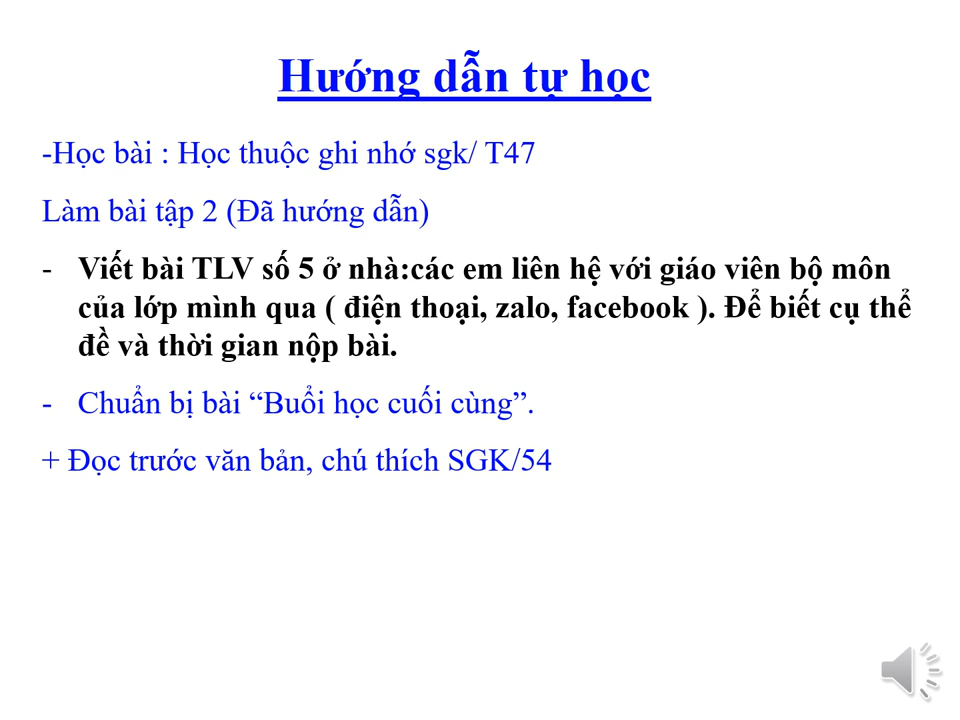 Hướng dẫn tự học
-Học bài : Học thuộc ghi nhớ sgk/ T47
Làm bài tập 2 (Đã hướng dẫn)
- Viết bài TLV số 5 ở nhà:các em liên hệ với giáo viên bộ môn
của lớp mình qua ( điện thoại, zalo, facebook ). Để biết cụ thể
đề và thời gian nộp bài.
- Chuẩn bị bài “Buổi học cuối cùng”.
+ Đọc trước văn bản, chú thích SGK/54